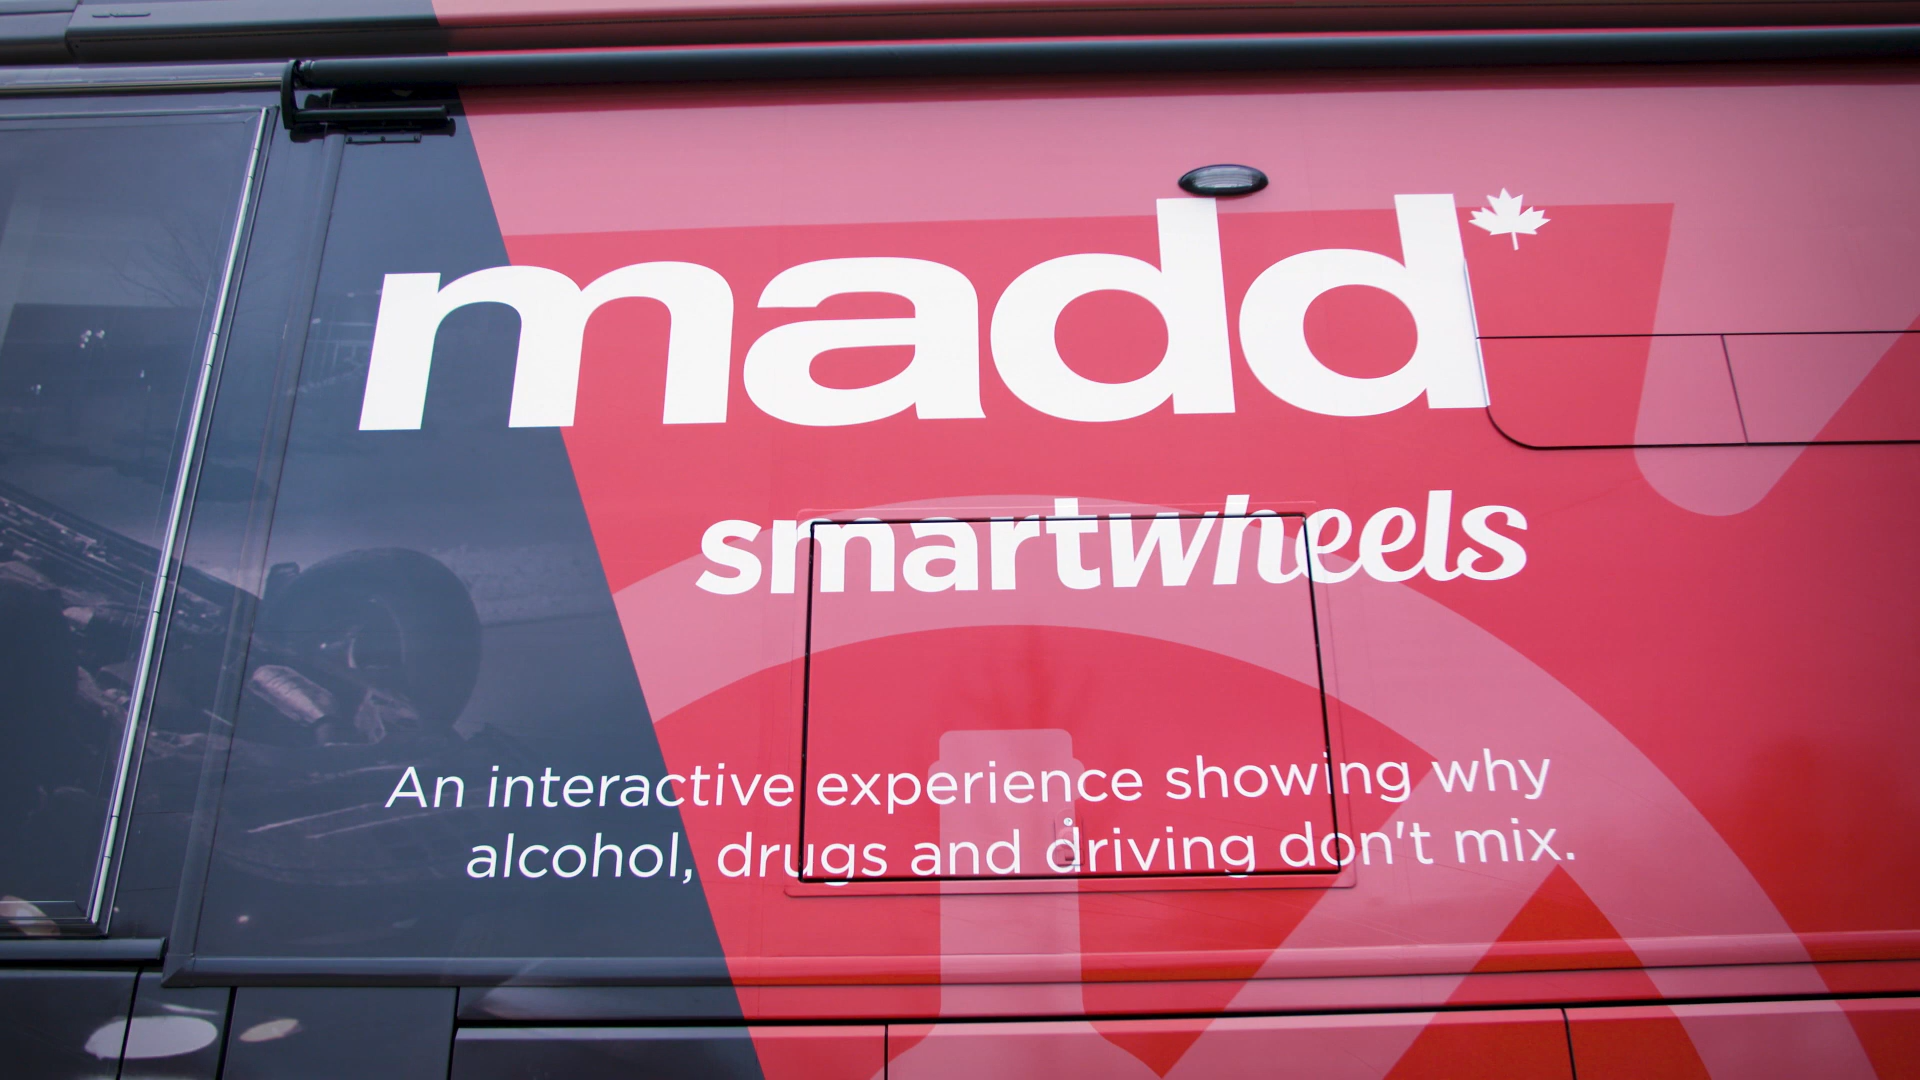 madd
smartwheels
An interactive experience showing why
alcohol, drugs and driving don't mix.